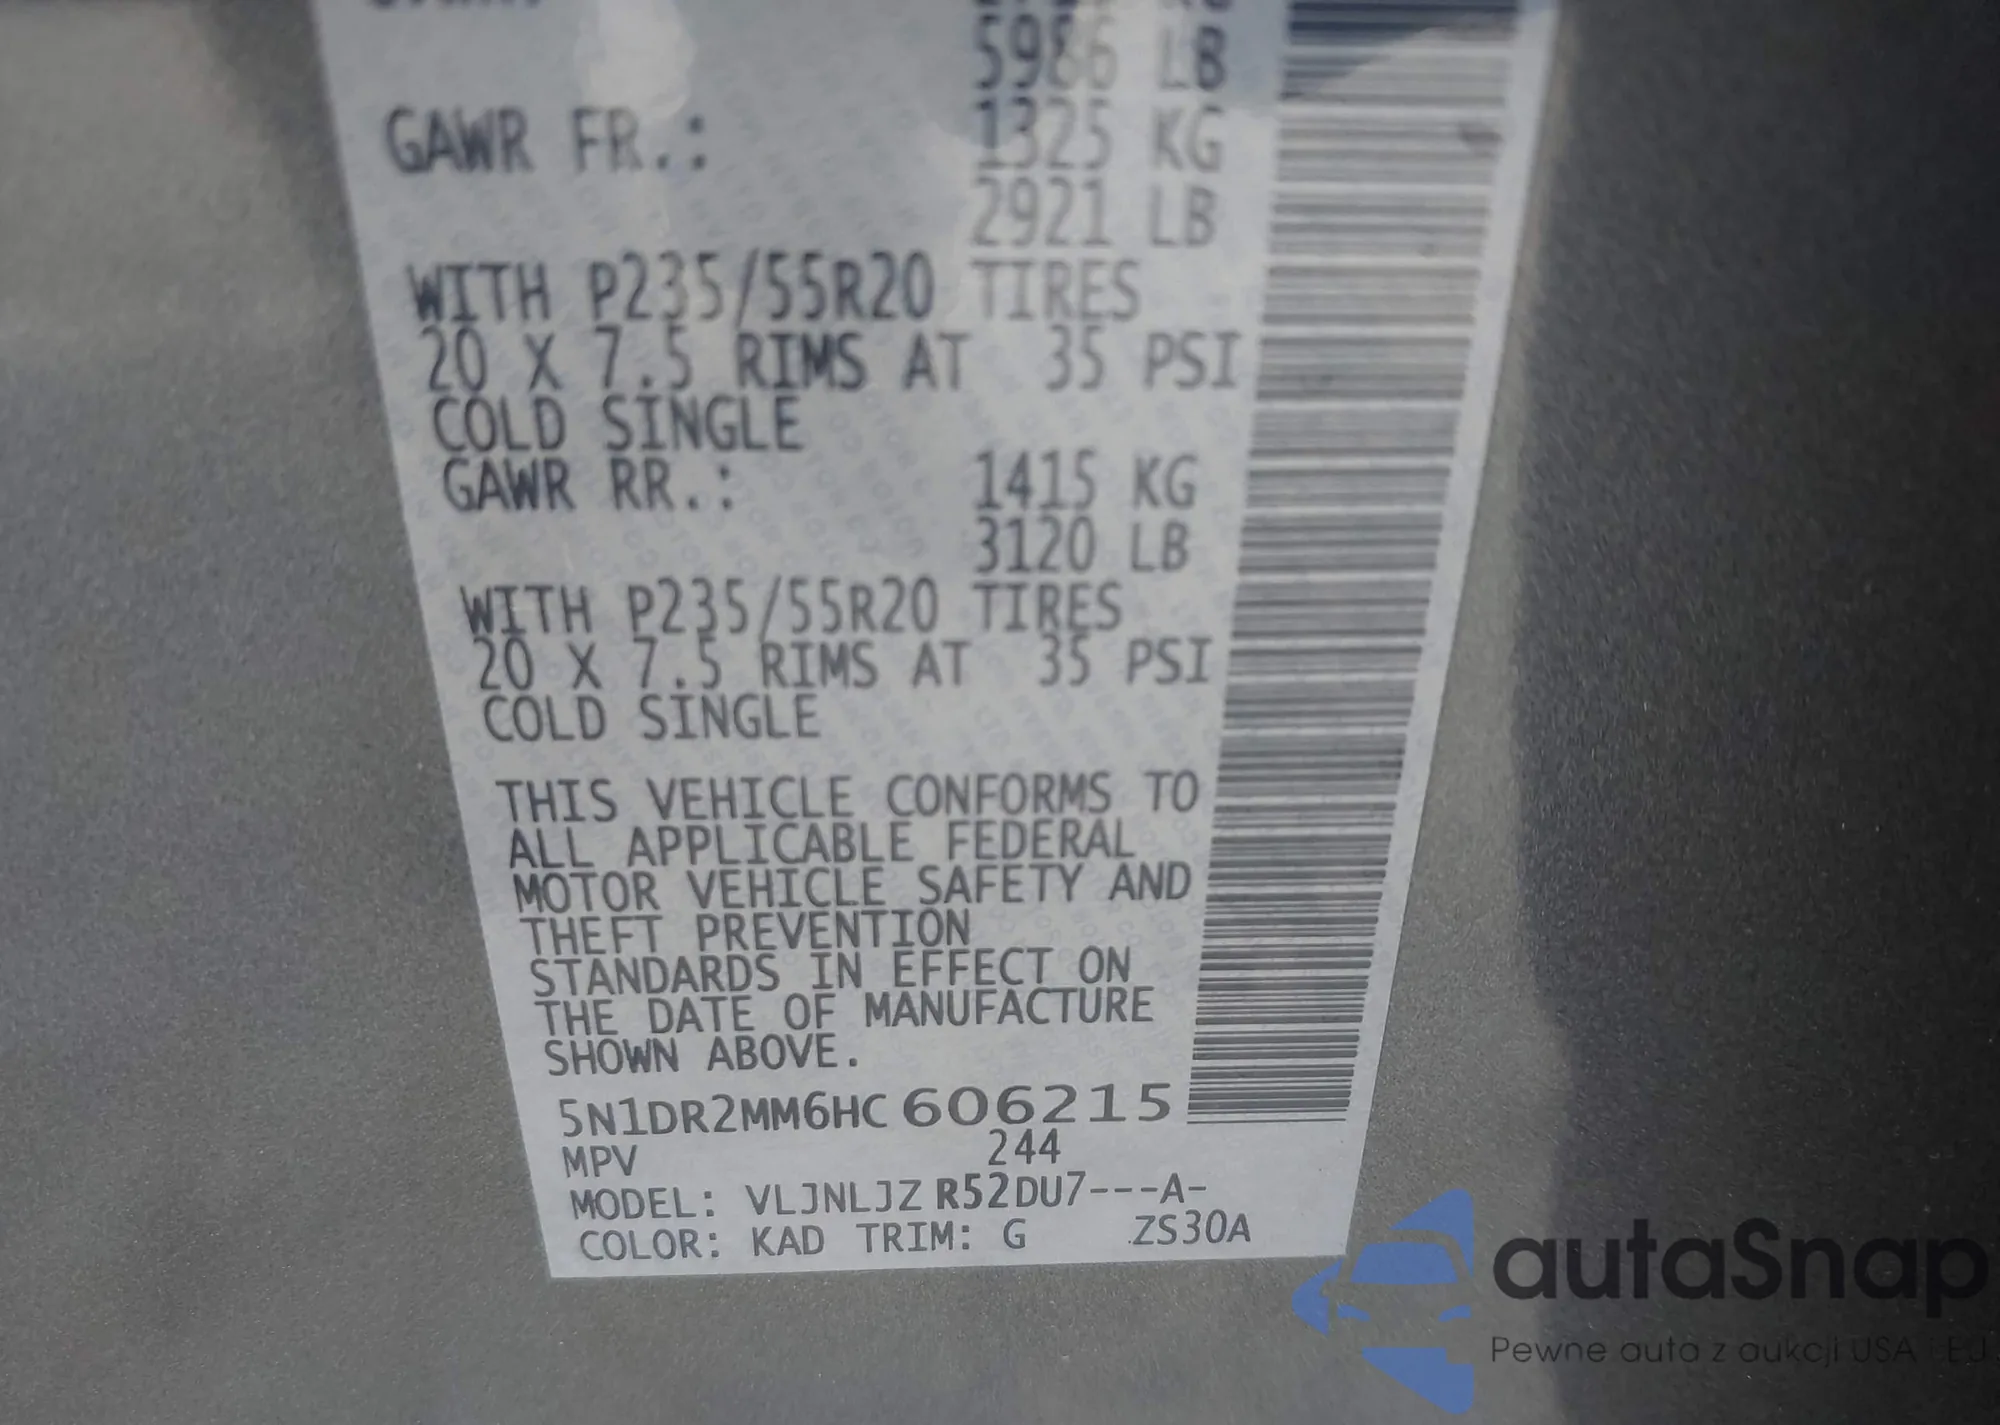 5986 LB
GAWR FR.: 1325 KG
2921 LB
WITH P235/55R20 TIRES
20 X 7.5 RIMS AT 35 PSI
COLD SINGLE
GAWR RR.: 1415 KG
3120 LB
WITH P235/55R20 TIRES
20 X 7.5 RIMS AT 35 PSI
COLD SINGLE
THIS VEHICLE CONFORMS TO
ALL APPLICABLE FEDERAL
MOTOR VEHICLE SAFETY AND
THEFT PREVENTION
STANDARDS IN EFFECT ON
THE DATE OF MANUFACTURE
SHOWN ABOVE.
5N1DR2MM6HC 606215
MPV 244
MODEL: VLJNLJZ R52DU7---A-
COLOR: KAD TRIM: G ZS30A
autaSnap
Pewne auta z aukcji USA i EU